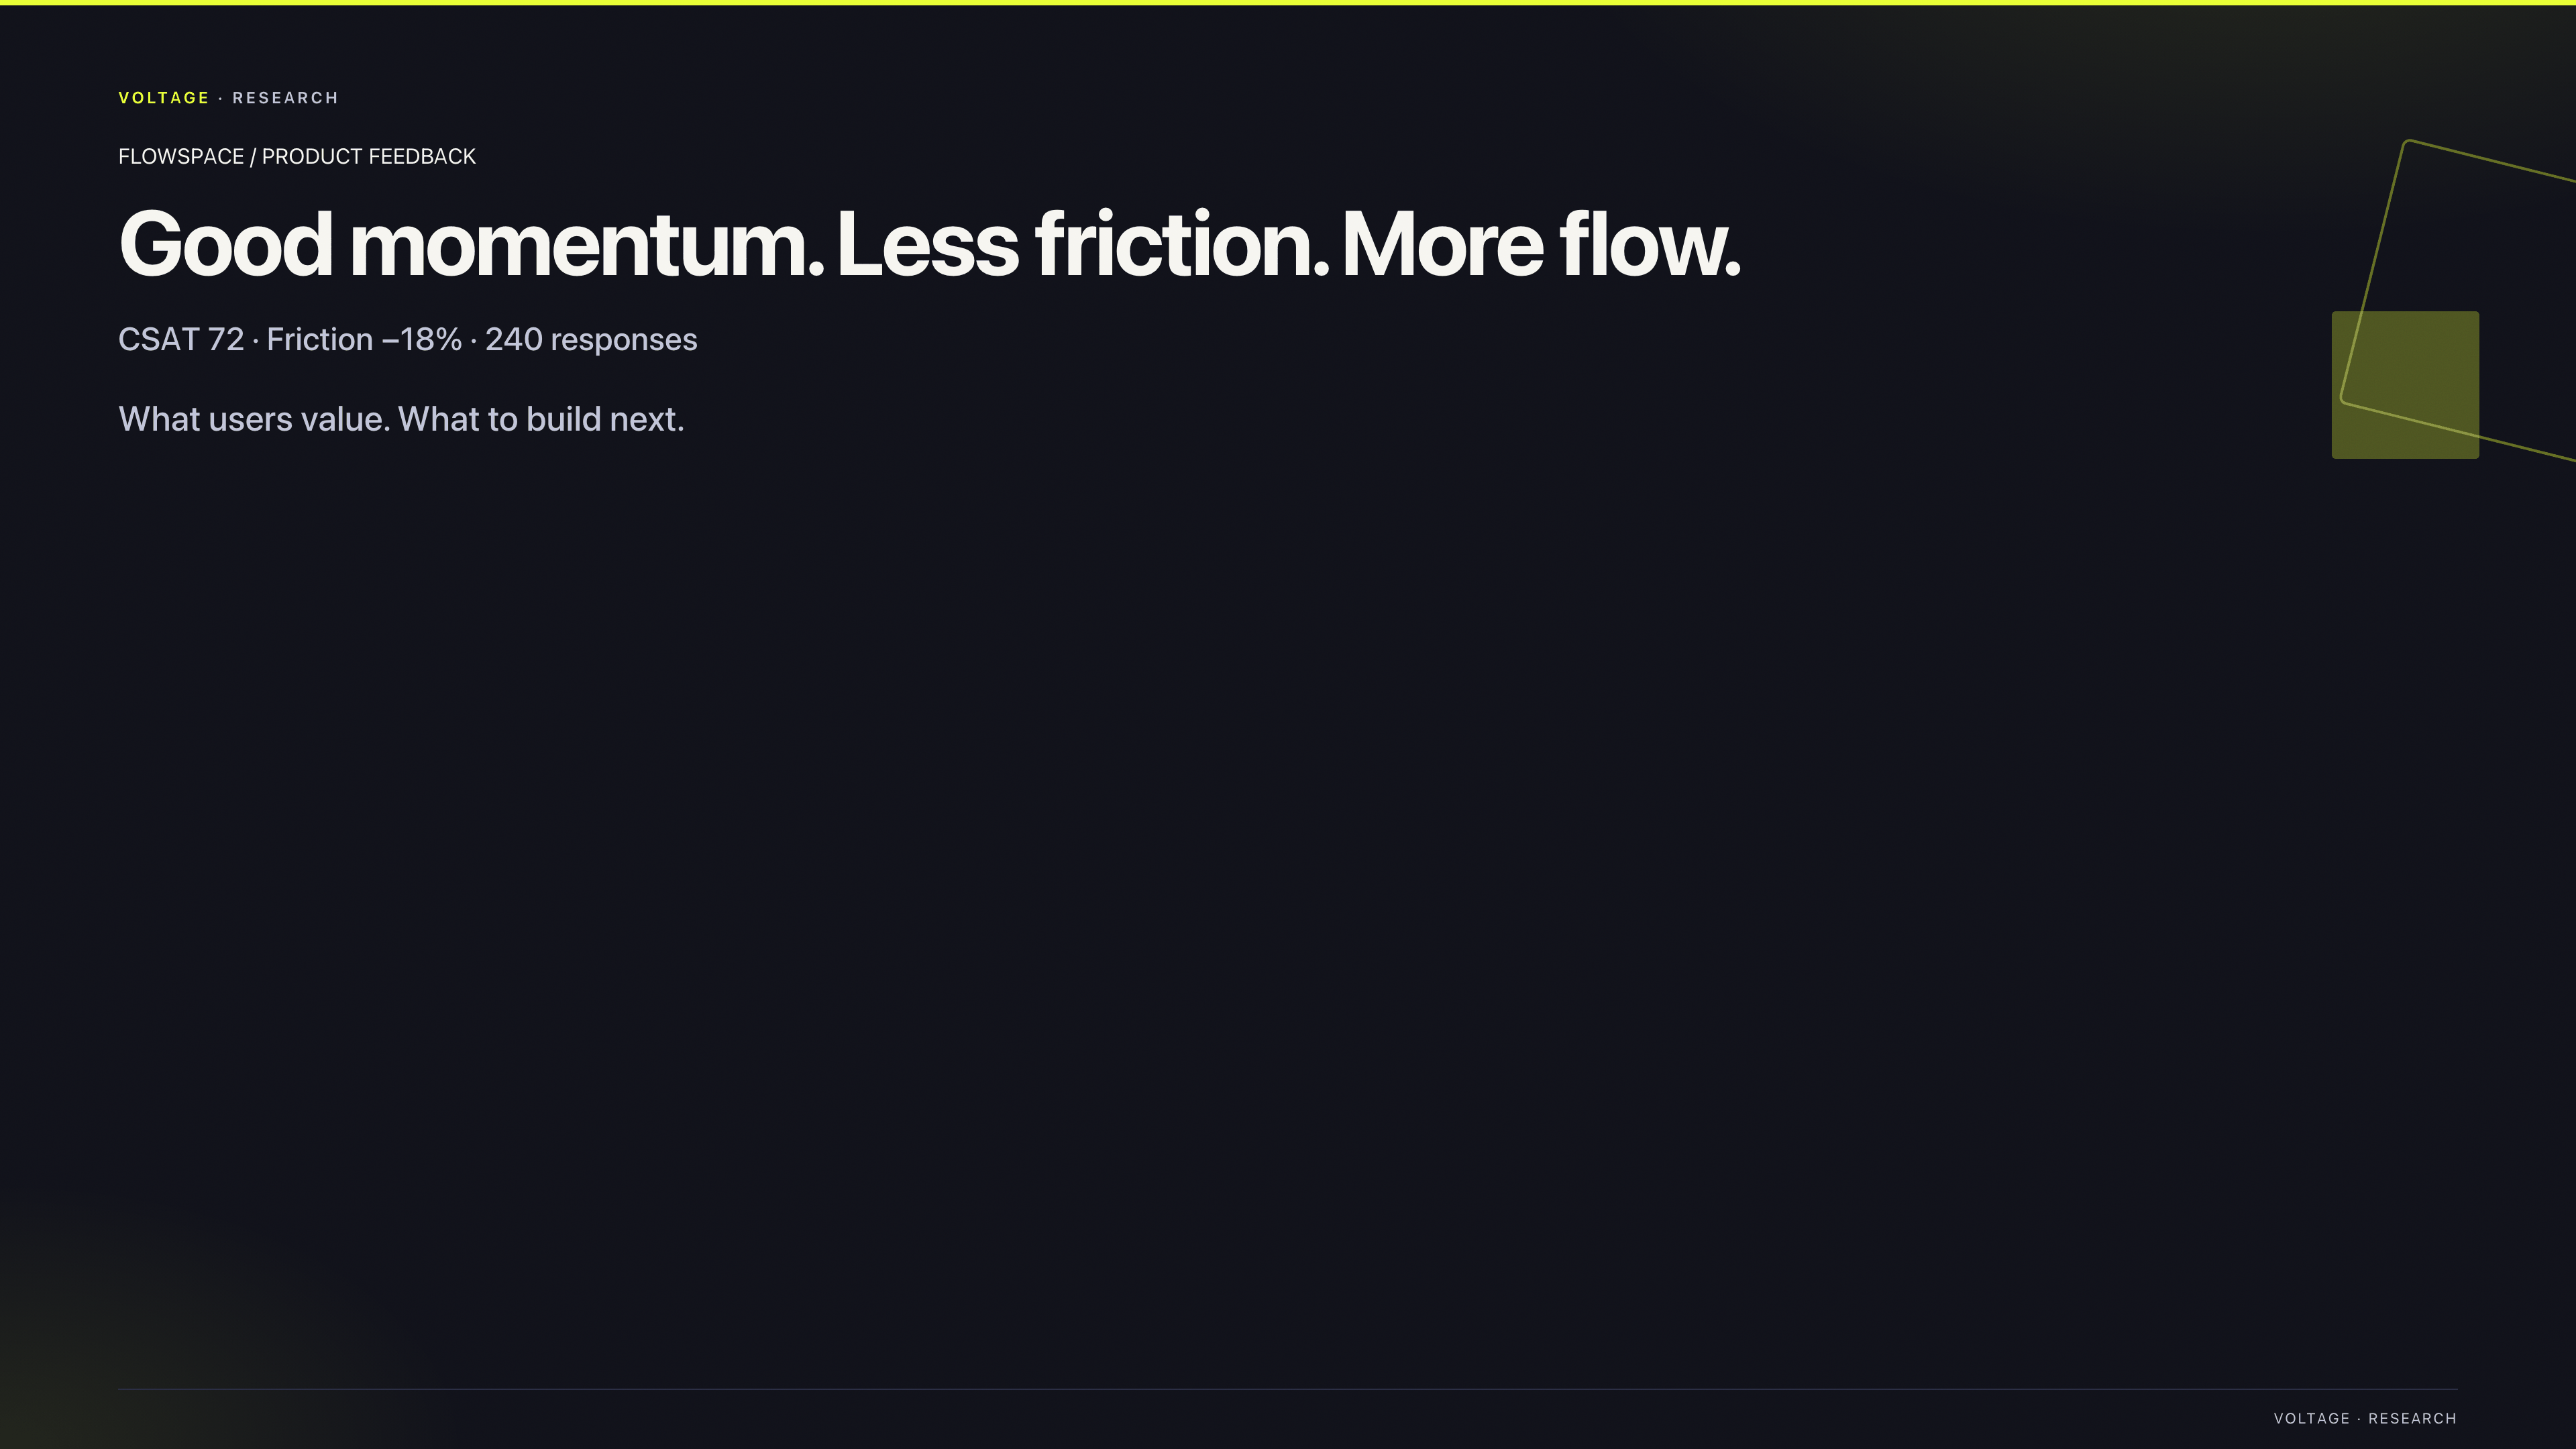 VOLTAGE · RESEARCH
FLOWSPACE / PRODUCT FEEDBACK
Good momentum. Less friction. More flow.
CSAT 72 · Friction −18% · 240 responses
What users value. What to build next.
VOLTAGE · RESEARCH